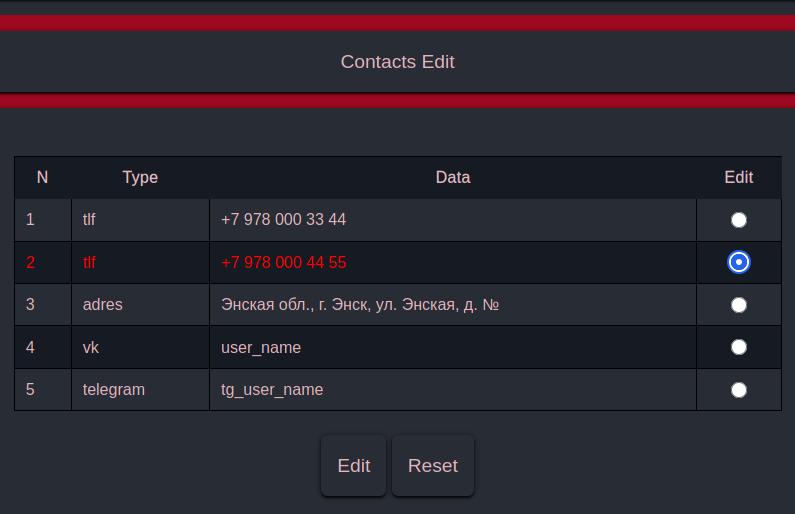 Contacts Edit
N Type Data Edit
1 tlf +7 978 000 33 44
2 tlf +7 978 000 44 55
3 adres Энская обл., г. Энск, ул. Энская, д. №
4 vk user_name
5 telegram tg_user_name
Edit Reset